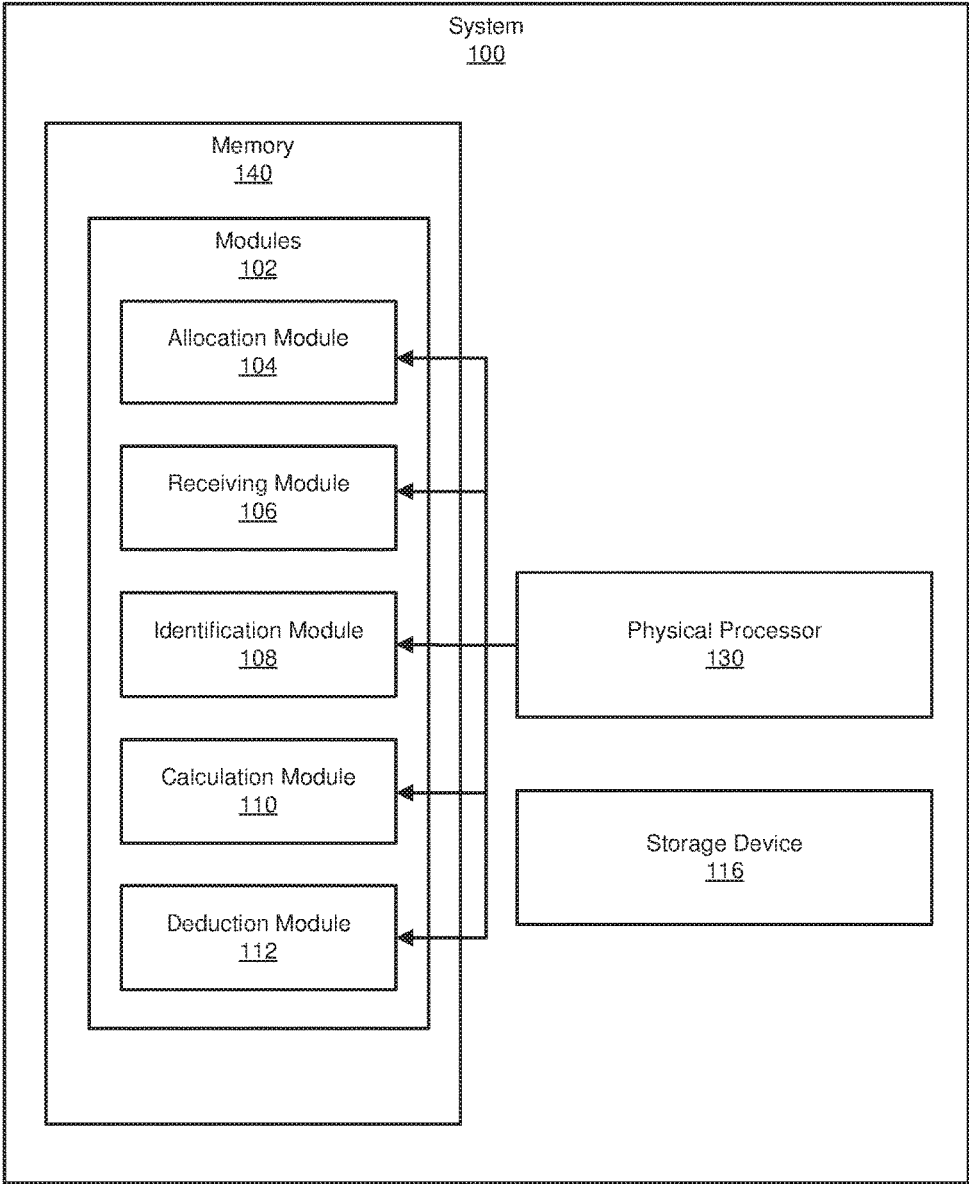 System
100
Memory
140
Modules
102
Allocation Module
104
Receiving Module
106
Identification Module
108
Calculation Module
110
Deduction Module
112
Physical Processor
130
Storage Device
116